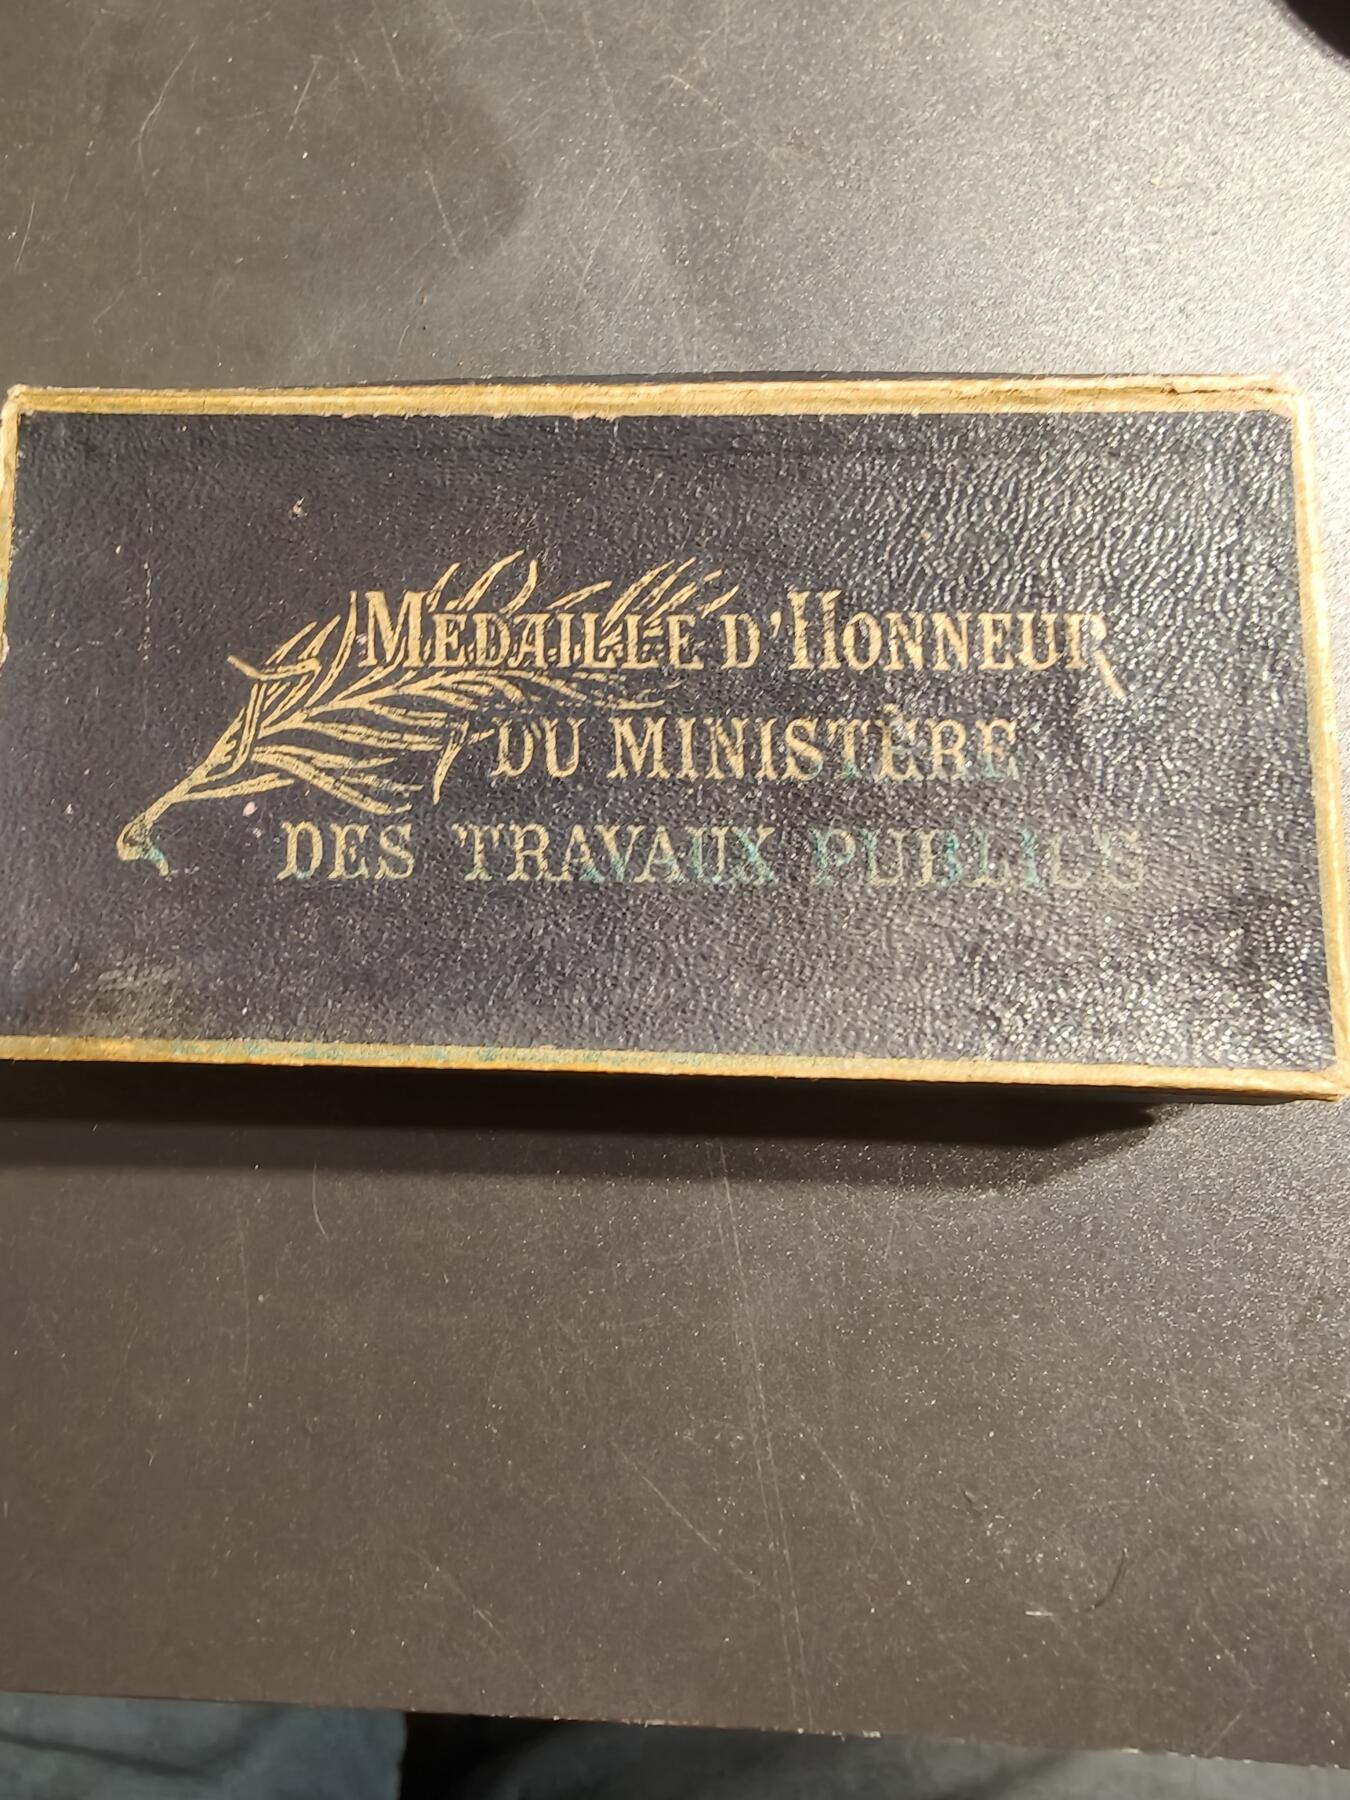 MÉDAILLE D'HONNEUR
DU MINISTÈRE
DES TRAVAUX PUBLICS